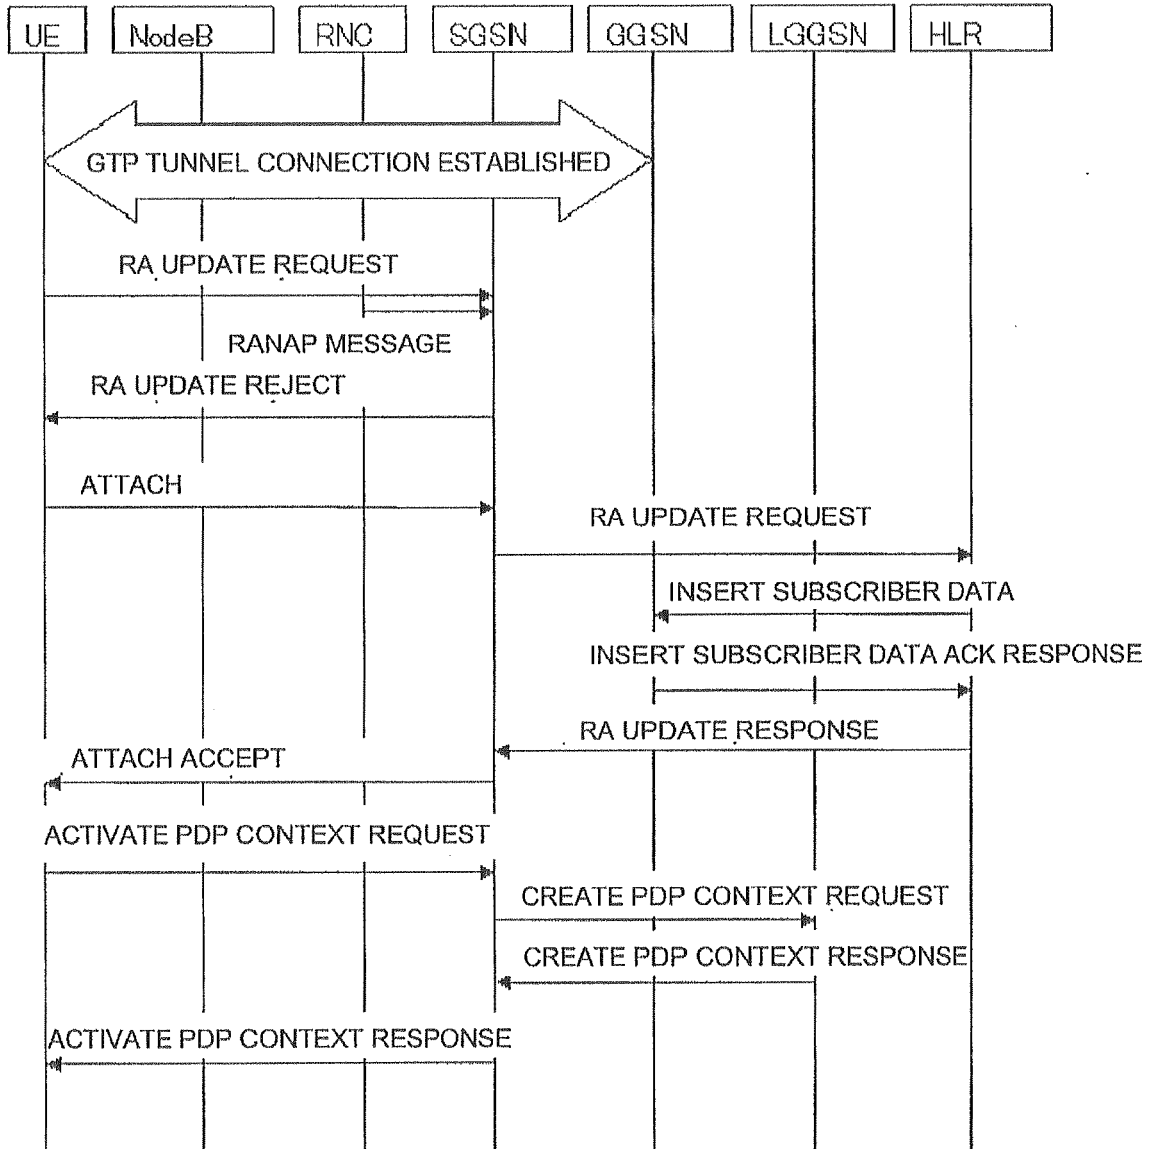 UE NodeB RNC SGSN GGSN LGGSN HLR
GTP TUNNEL CONNECTION ESTABLISHED
RA UPDATE REQUEST
RANAP MESSAGE
RA UPDATE REJECT
ATTACH
RA UPDATE REQUEST
INSERT SUBSCRIBER DATA
INSERT SUBSCRIBER DATA ACK RESPONSE
RA UPDATE RESPONSE
ATTACH ACCEPT
ACTIVATE PDP CONTEXT REQUEST
CREATE PDP CONTEXT REQUEST
CREATE PDP CONTEXT RESPONSE
ACTIVATE PDP CONTEXT RESPONSE